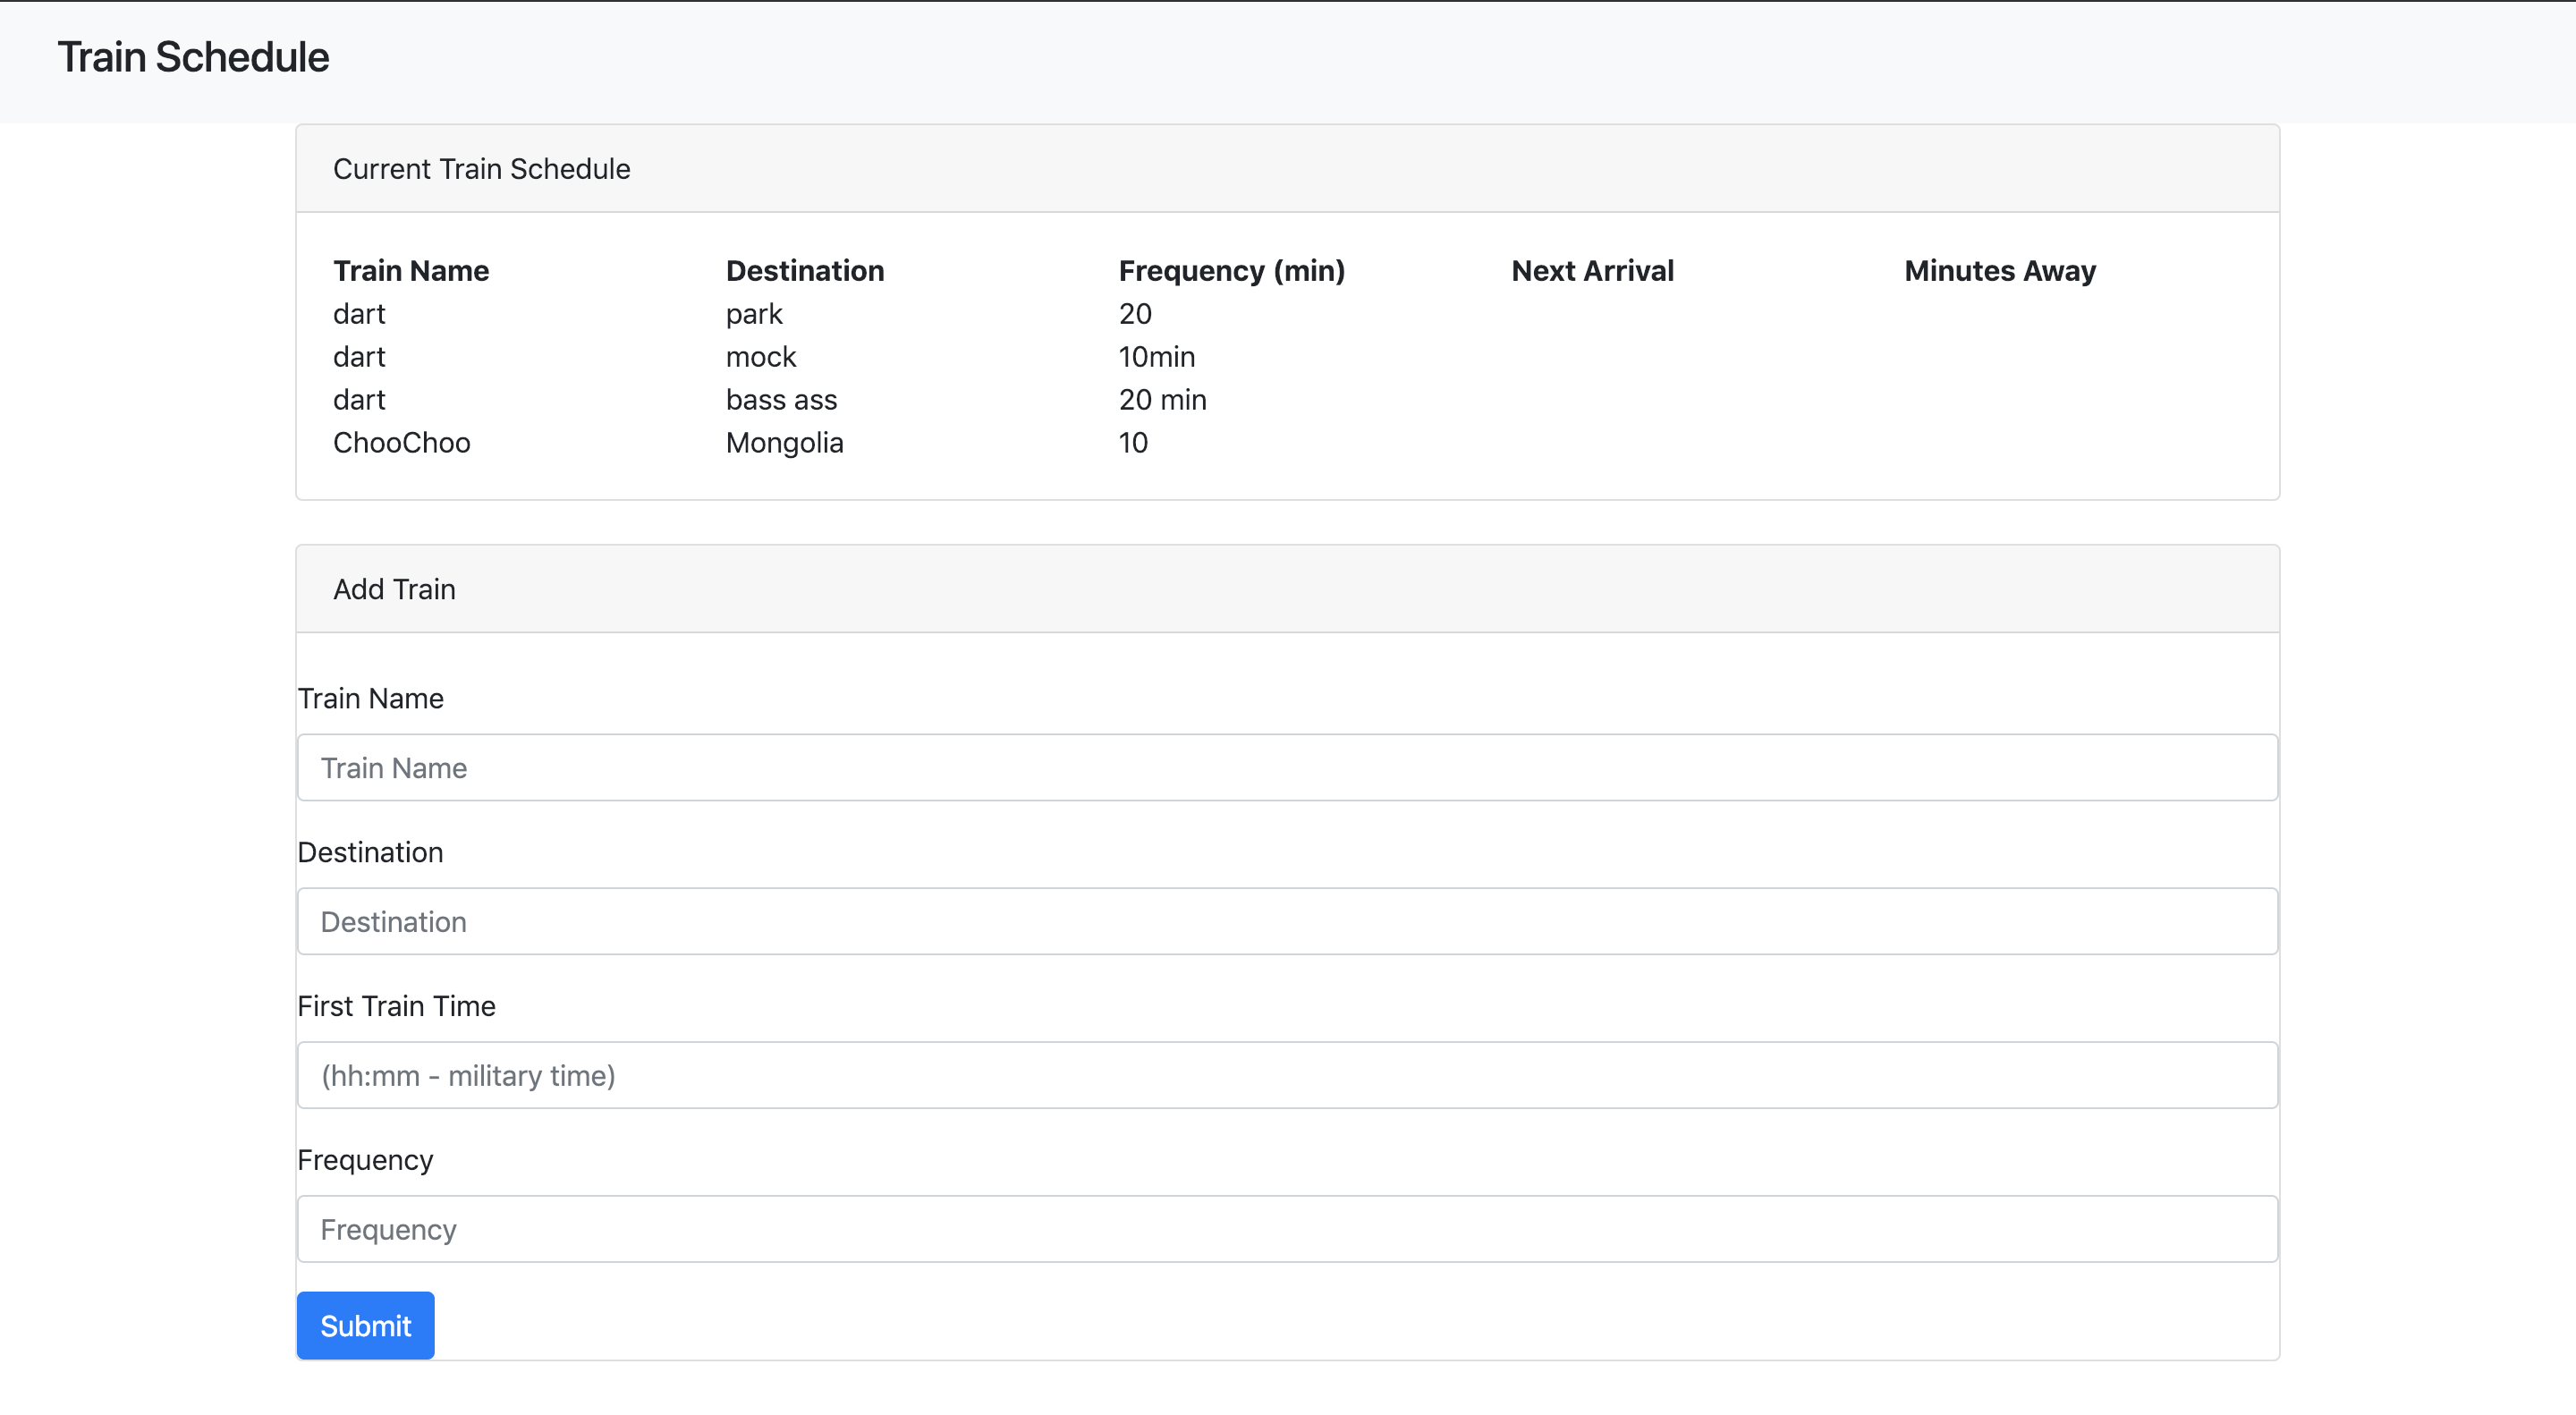 Train Schedule
Current Train Schedule
Train Name Destination Frequency (min) Next Arrival Minutes Away
dart park 20
dart mock 10min
dart bass ass 20 min
ChooChoo Mongolia 10
Add Train
Train Name
Train Name
Destination
Destination
First Train Time
(hh:mm - military time)
Frequency
Frequency
Submit